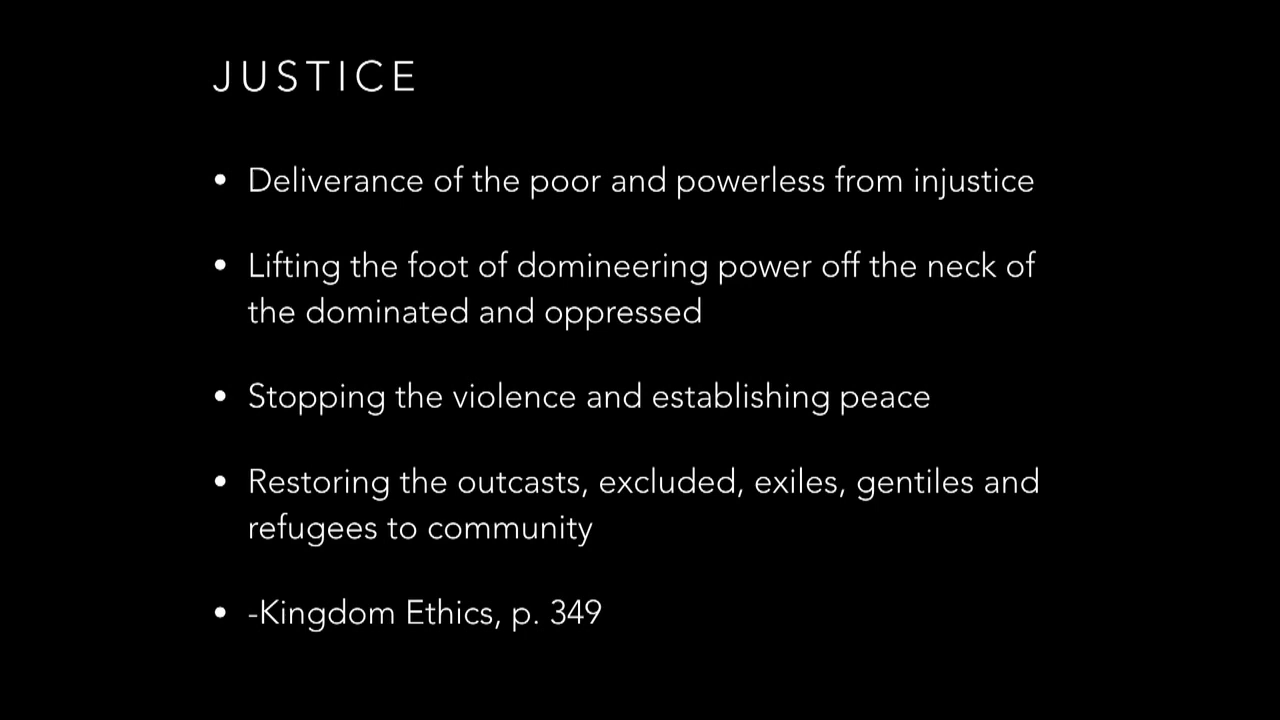 JUSTICE
• Deliverance of the poor and powerless from injustice
• Lifting the foot of domineering power off the neck of
the dominated and oppressed
• Stopping the violence and establishing peace
• Restoring the outcasts, excluded, exiles, gentiles and
refugees to community
• -Kingdom Ethics, p. 349